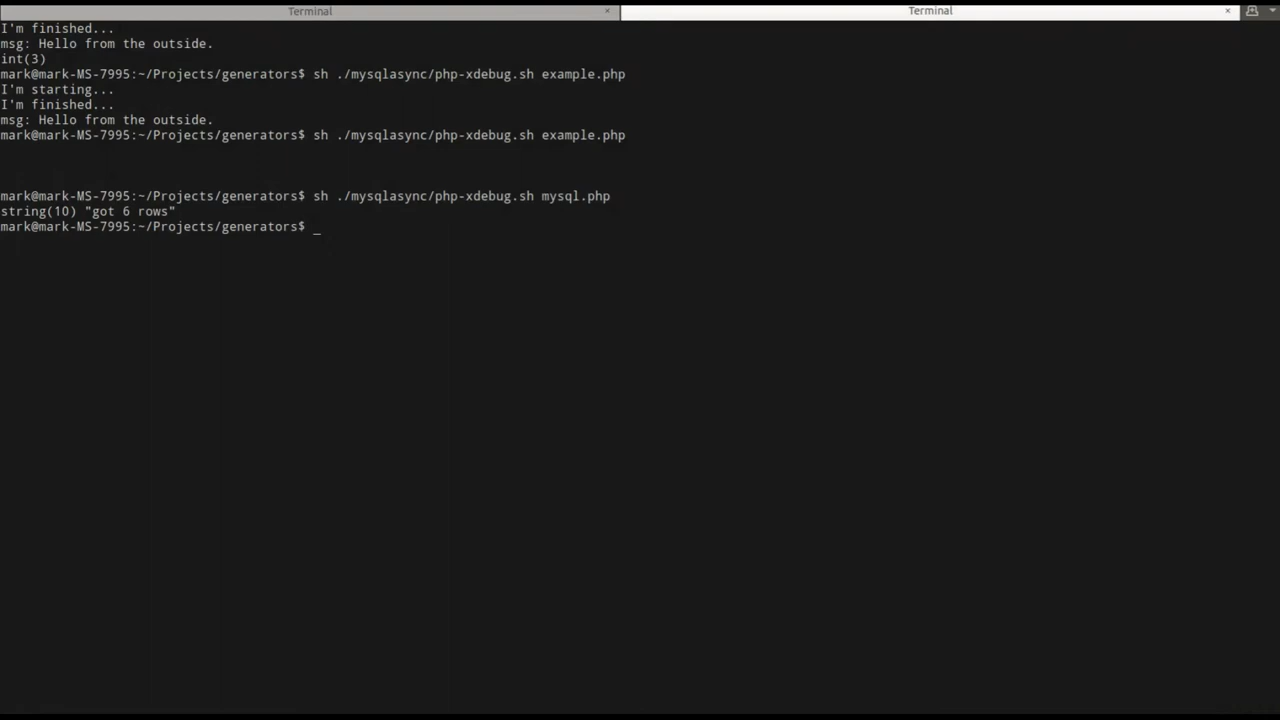 Terminal × Terminal ×
I'm finished...
msg: Hello from the outside.
int(3)
mark@mark-MS-7995:~/Projects/generators$ sh ./mysqlasync/php-xdebug.sh example.php
I'm starting...
I'm finished...
msg: Hello from the outside.
mark@mark-MS-7995:~/Projects/generators$ sh ./mysqlasync/php-xdebug.sh example.php
mark@mark-MS-7995:~/Projects/generators$ sh ./mysqlasync/php-xdebug.sh mysql.php
string(10) "got 6 rows"
mark@mark-MS-7995:~/Projects/generators$ _